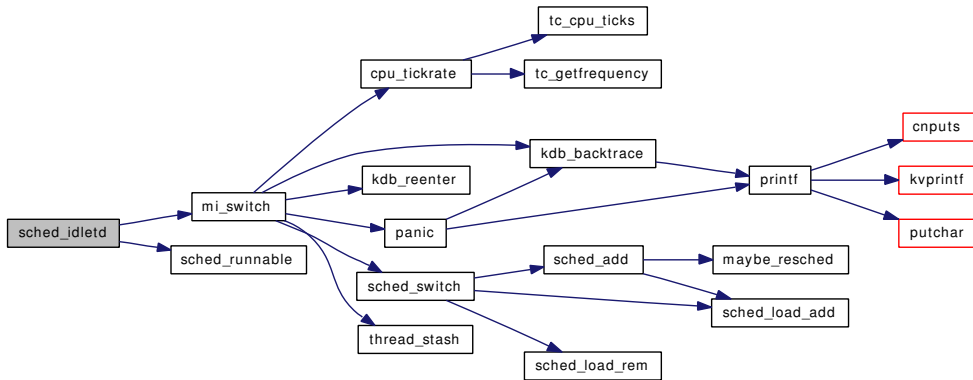 tc_cpu_ticks
cpu_tickrate
tc_getfrequency
cnputs
kdb_backtrace
kdb_reenter
printf
kvprintf
mi_switch
panic
putchar
sched_idletd
sched_runnable
sched_add
maybe_resched
sched_switch
sched_load_add
thread_stash
sched_load_rem